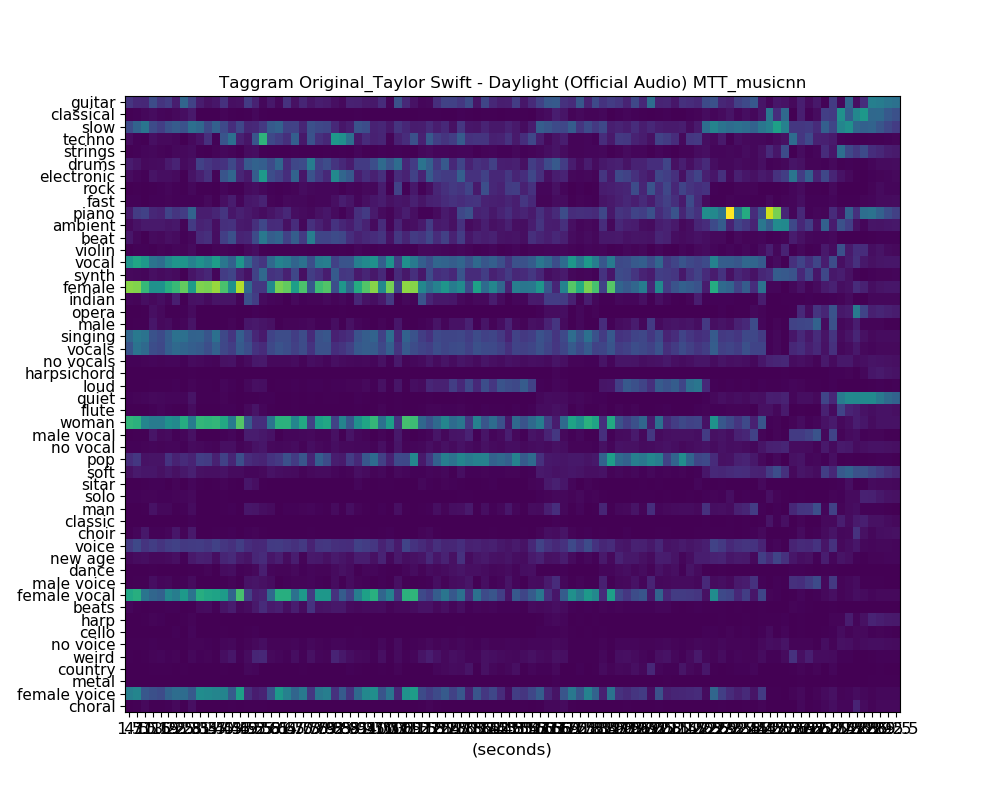 Taggram Original_Taylor Swift - Daylight (Official Audio) MTT_musicnn
guitar
classical
slow
techno
strings
drums
electronic
rock
fast
piano
ambient
beat
violin
vocal
synth
female
indian
opera
male
singing
vocals
no vocals
harpsichord
loud
quiet
flute
woman
male vocal
no vocal
pop
soft
sitar
solo
man
classic
choir
voice
new age
dance
male voice
female vocal
beats
harp
cello
no voice
weird
country
metal
female voice
choral
(seconds)